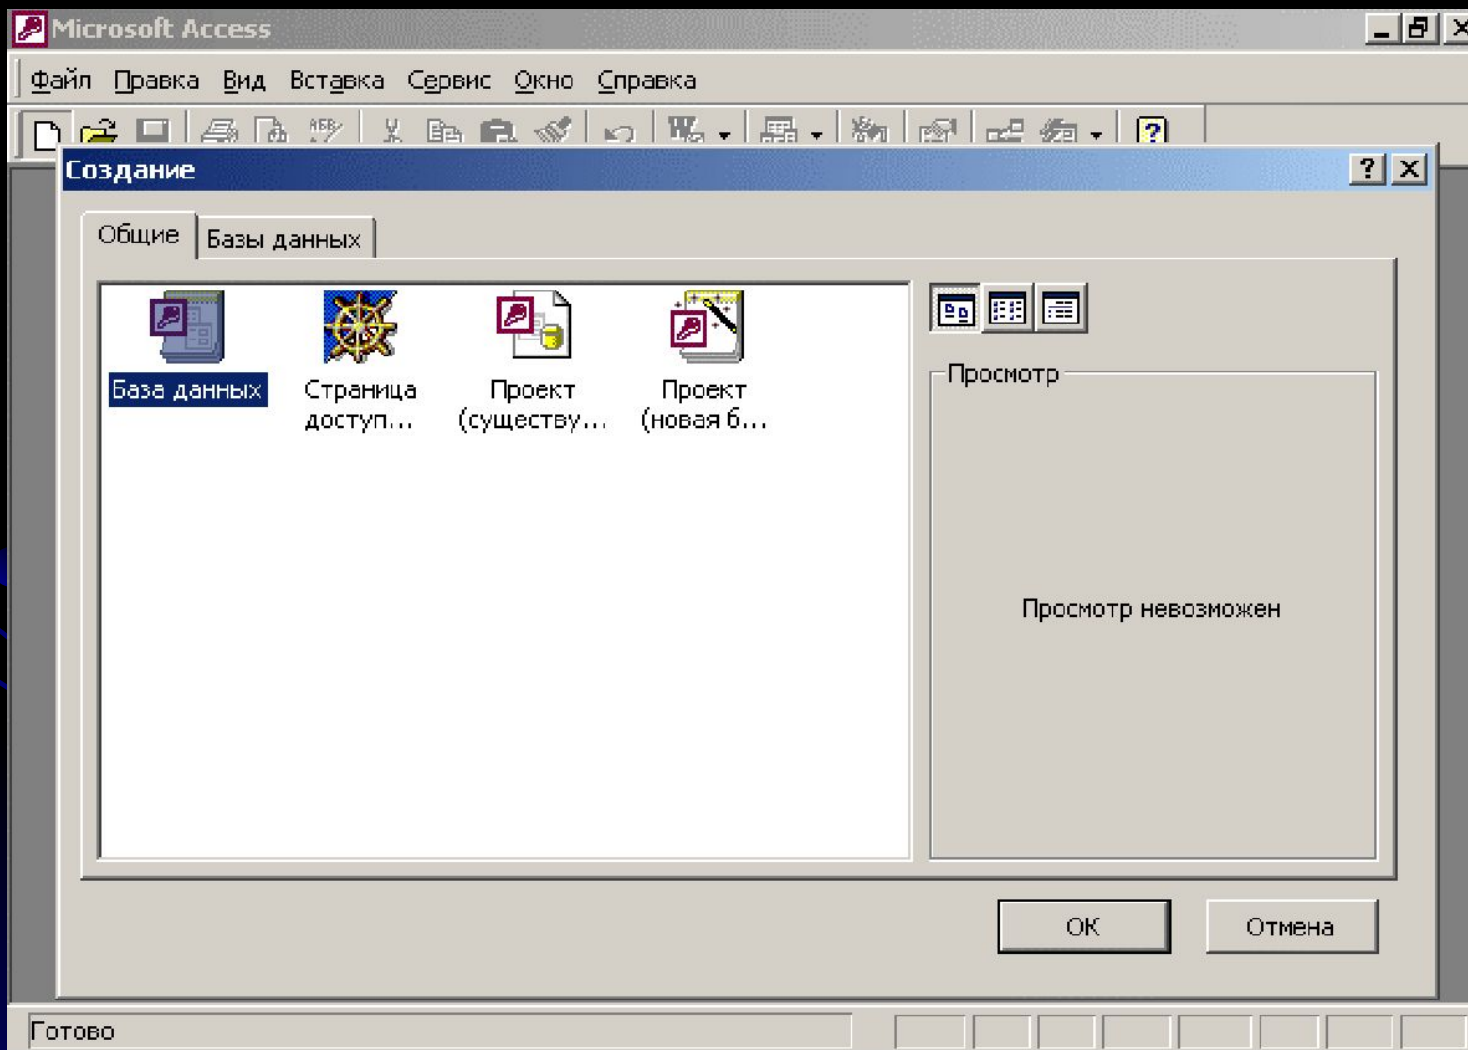 Microsoft Access
Файл Правка Вид Вставка Сервис Окно Справка
Создание
Общие Базы данных
База данных
Страница доступ...
Проект (существу...
Проект (новая б...
Просмотр
Просмотр невозможен
ОК Отмена
Готово